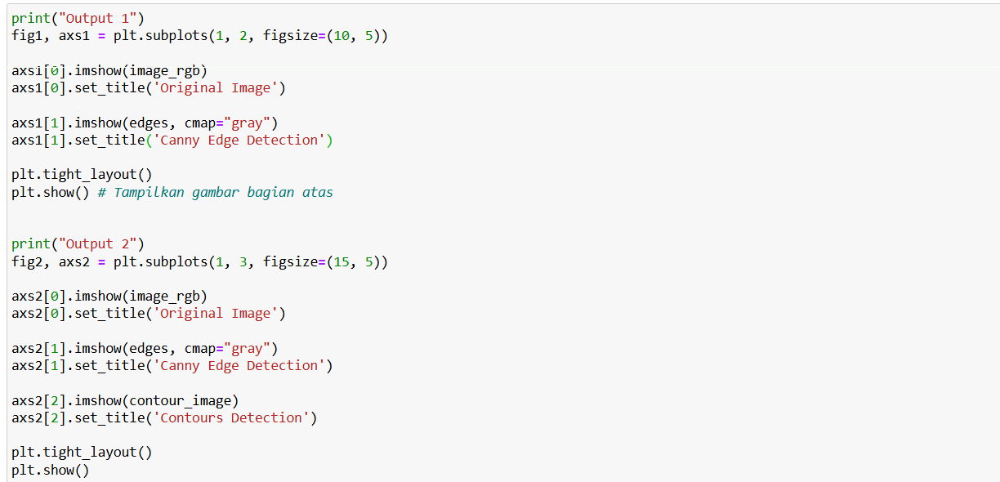 print("Output 1")
fig1, axs1 = plt.subplots(1, 2, figsize=(10, 5))
axs1[0].imshow(image_rgb)
axs1[0].set_title('Original Image')
axs1[1].imshow(edges, cmap="gray")
axs1[1].set_title('Canny Edge Detection')
plt.tight_layout()
plt.show() # Tampilkan gambar bagian atas
print("Output 2")
fig2, axs2 = plt.subplots(1, 3, figsize=(15, 5))
axs2[0].imshow(image_rgb)
axs2[0].set_title('Original Image')
axs2[1].imshow(edges, cmap="gray")
axs2[1].set_title('Canny Edge Detection')
axs2[2].imshow(contour_image)
axs2[2].set_title('Contours Detection')
plt.tight_layout()
plt.show()